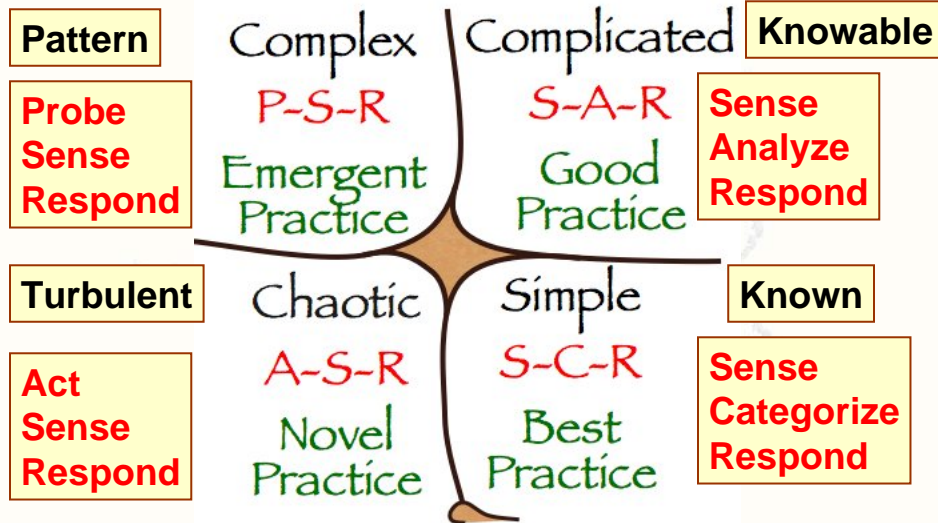 Pattern
Complex
Complicated
Knowable
Probe
Sense
Respond
P-S-R
Emergent
Practice
S-A-R
Good
Practice
Sense
Analyze
Respond
Turbulent
Chaotic
Simple
Known
Act
Sense
Respond
A-S-R
Novel
Practice
S-C-R
Best
Practice
Sense
Categorize
Respond